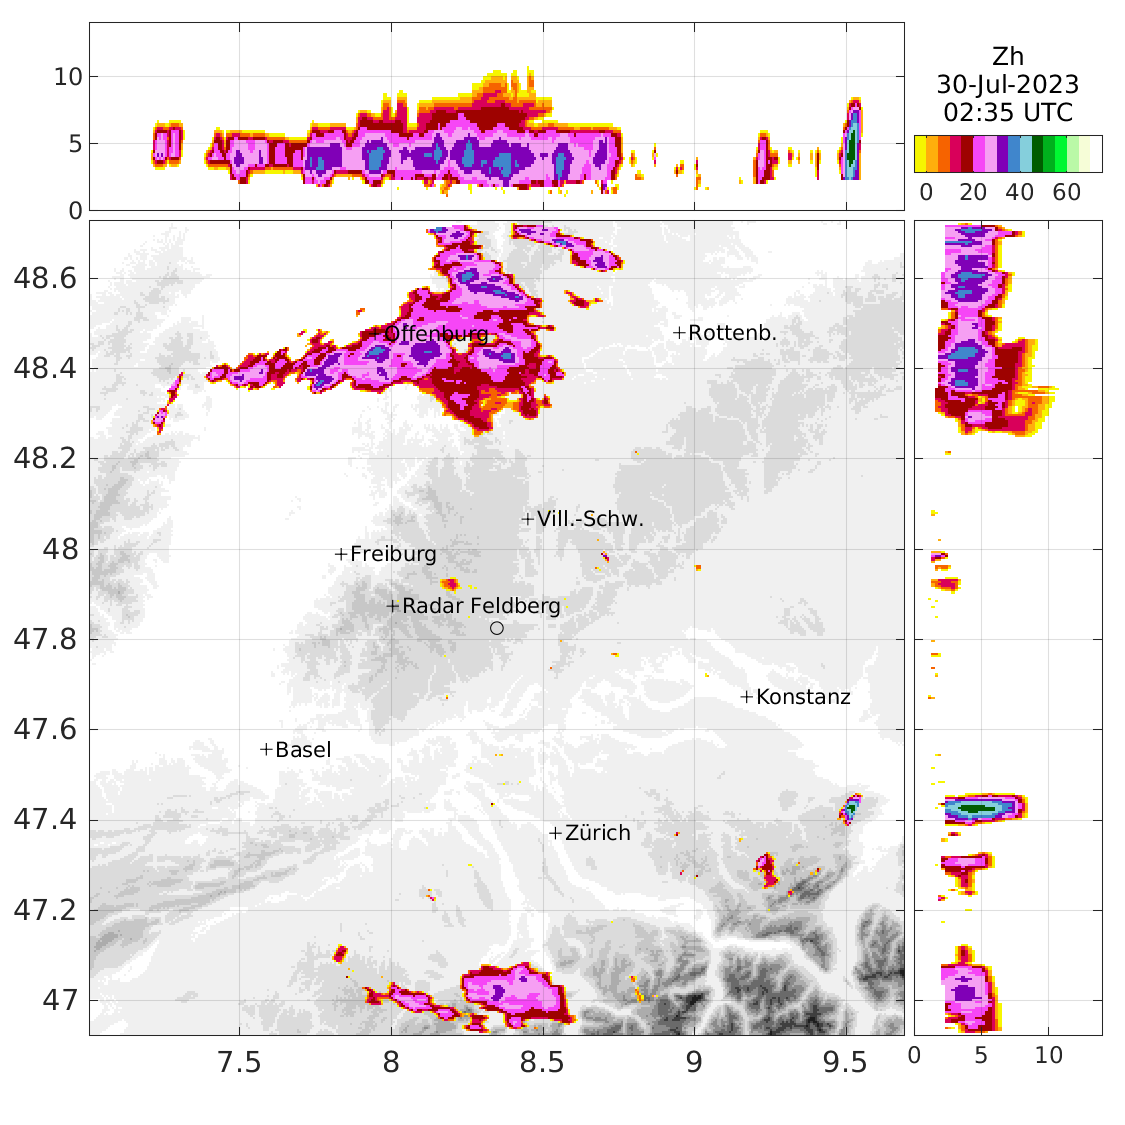 Zh
30-Jul-2023
02:35 UTC
0 20 40 60
10
5
0
48.6
48.4
48.2
48
47.8
47.6
47.4
47.2
47
Offenburg
Rottenb.
Vill.-Schw.
Freiburg
Radar Feldberg
Konstanz
Basel
Zürich
7.5 8 8.5 9 9.5
0 5 10